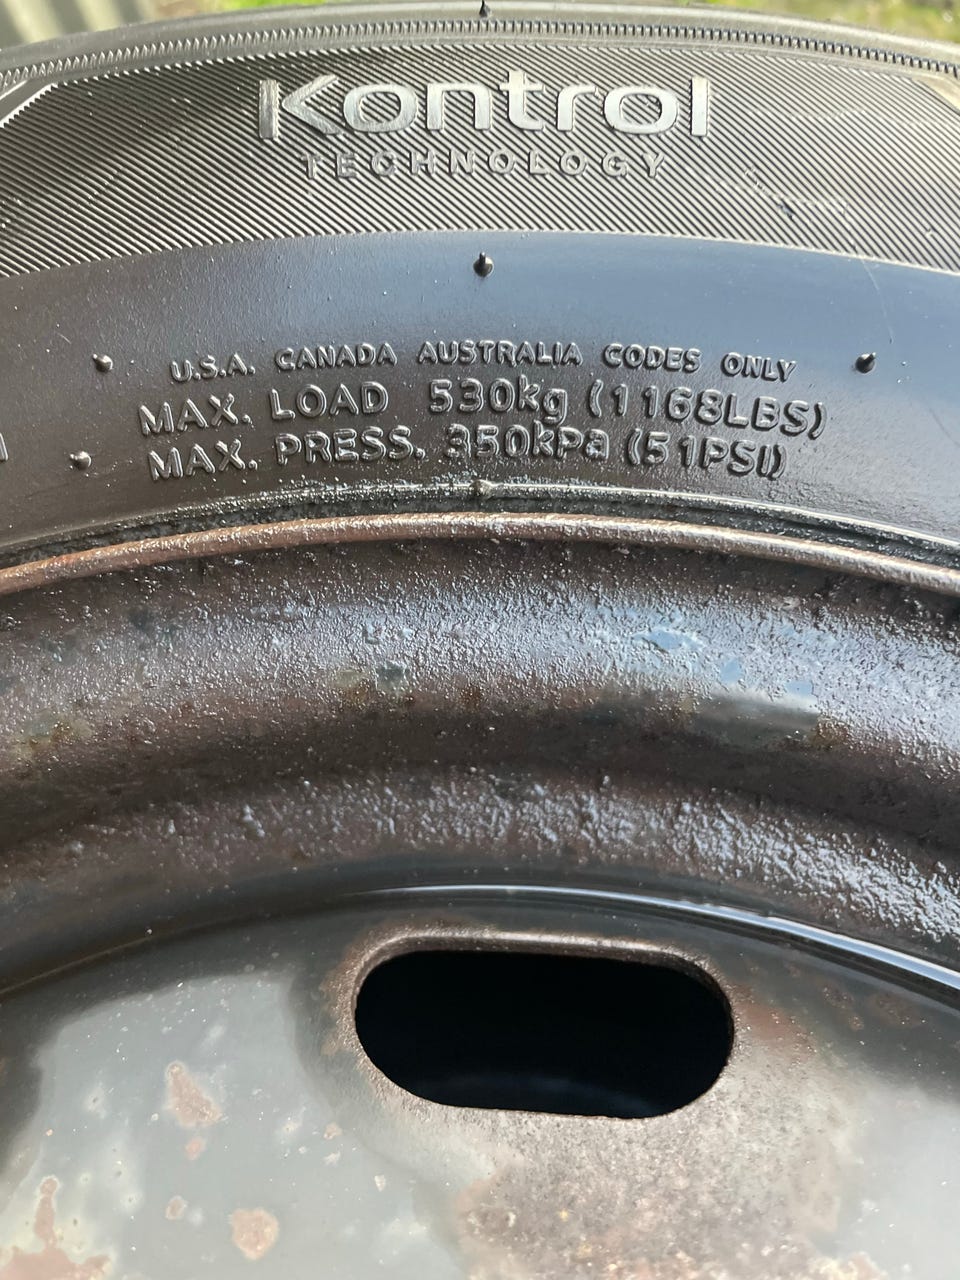 Kontrol
TECHNOLOGY
U.S.A. CANADA AUSTRALIA CODES ONLY
MAX. LOAD 530kg (1168LBS)
MAX. PRESS. 350kPa (51PSI)